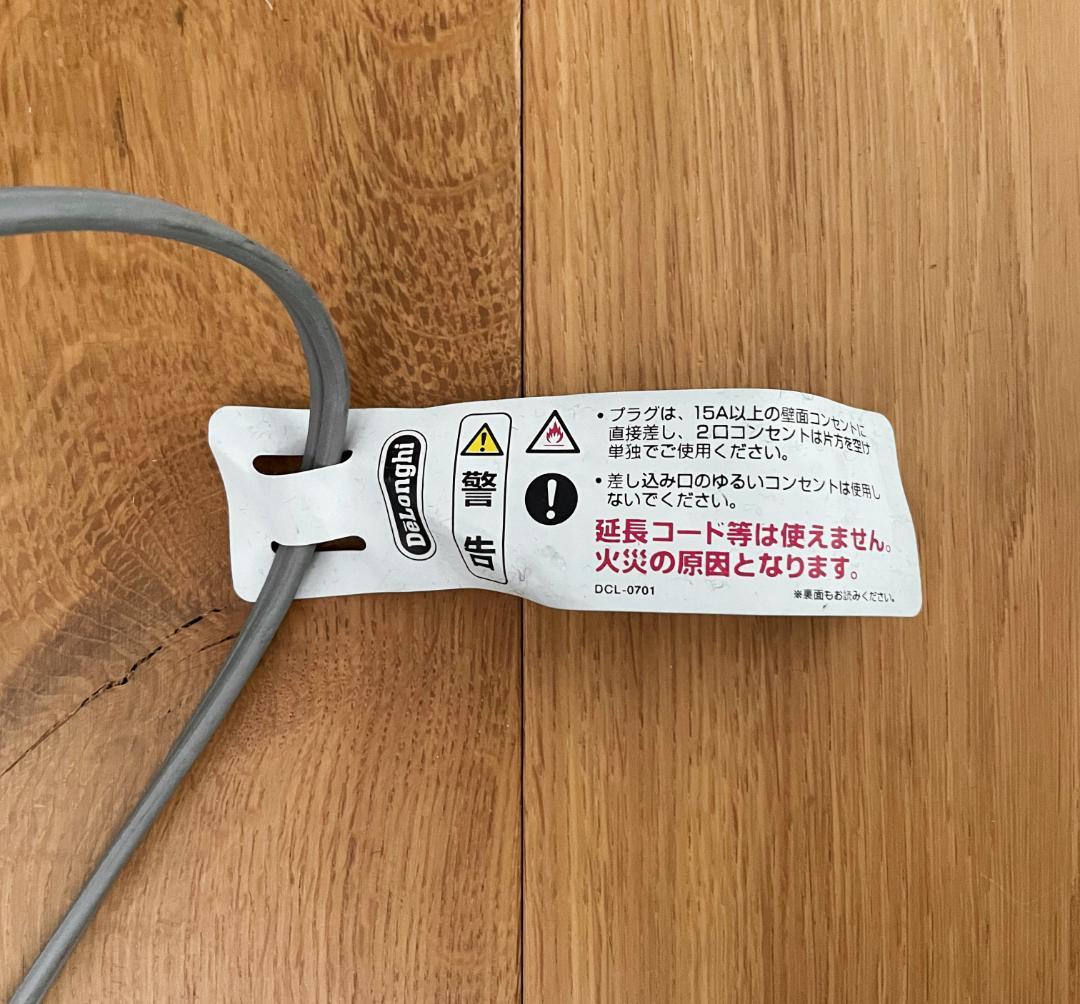 DēLonghi
警告
・プラグは、15A以上の壁面コンセントに
直接差し、2口コンセントは片方を空け
単独でご使用ください。
・差し込み口のゆるいコンセントは使用し
ないでください。
延長コード等は使えません。
火災の原因となります。
DCL-0701
※裏面もお読みください。